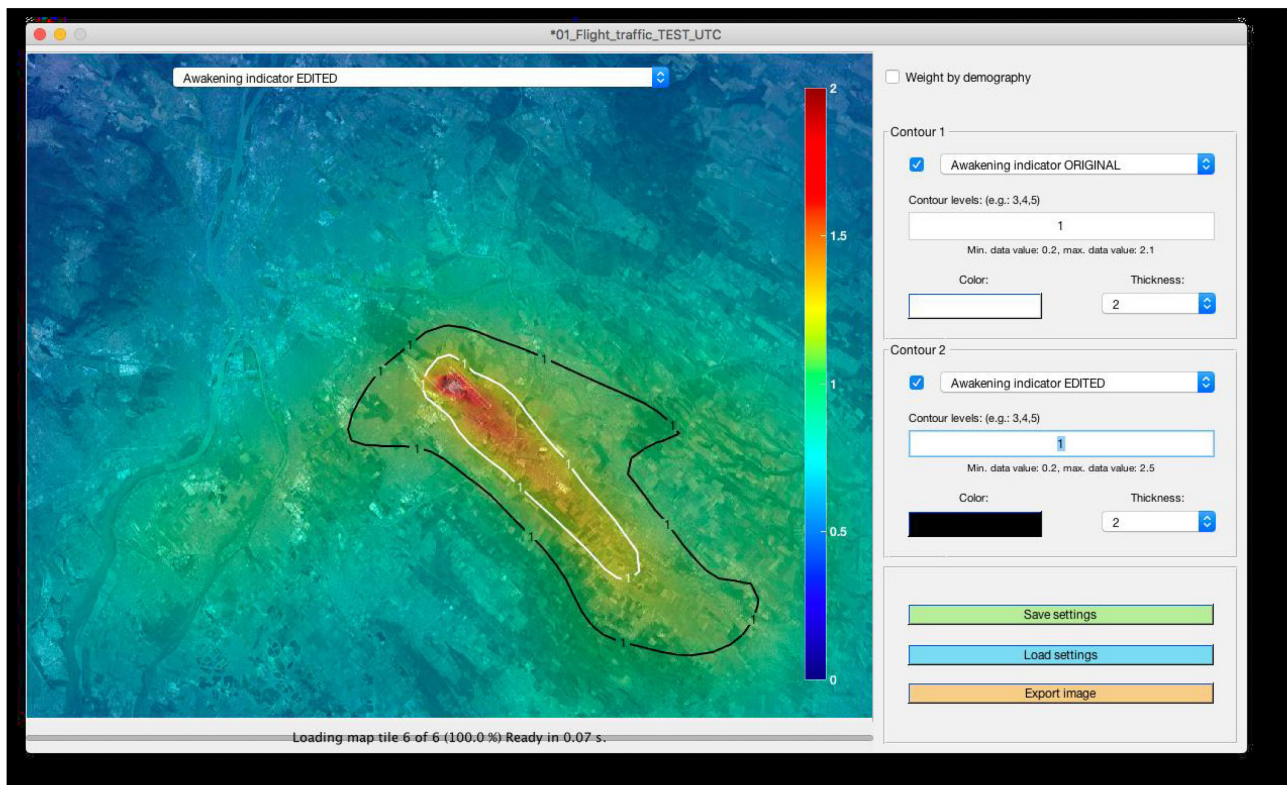 *01_Flight_traffic_TEST_UTC
Awakening indicator EDITED
2
1.5
1
0.5
0
1
1
1
1
1
1
1
1
1
1
1
1
Loading map tile 6 of 6 (100.0 %) Ready in 0.07 s.
Weight by demography
Contour 1
Awakening indicator ORIGINAL
Contour levels: (e.g.: 3,4,5)
1
Min. data value: 0.2, max. data value: 2.1
Color: Thickness:
2
Contour 2
Awakening indicator EDITED
Contour levels: (e.g.: 3,4,5)
1
Min. data value: 0.2, max. data value: 2.5
Color: Thickness:
2
Save settings
Load settings
Export image